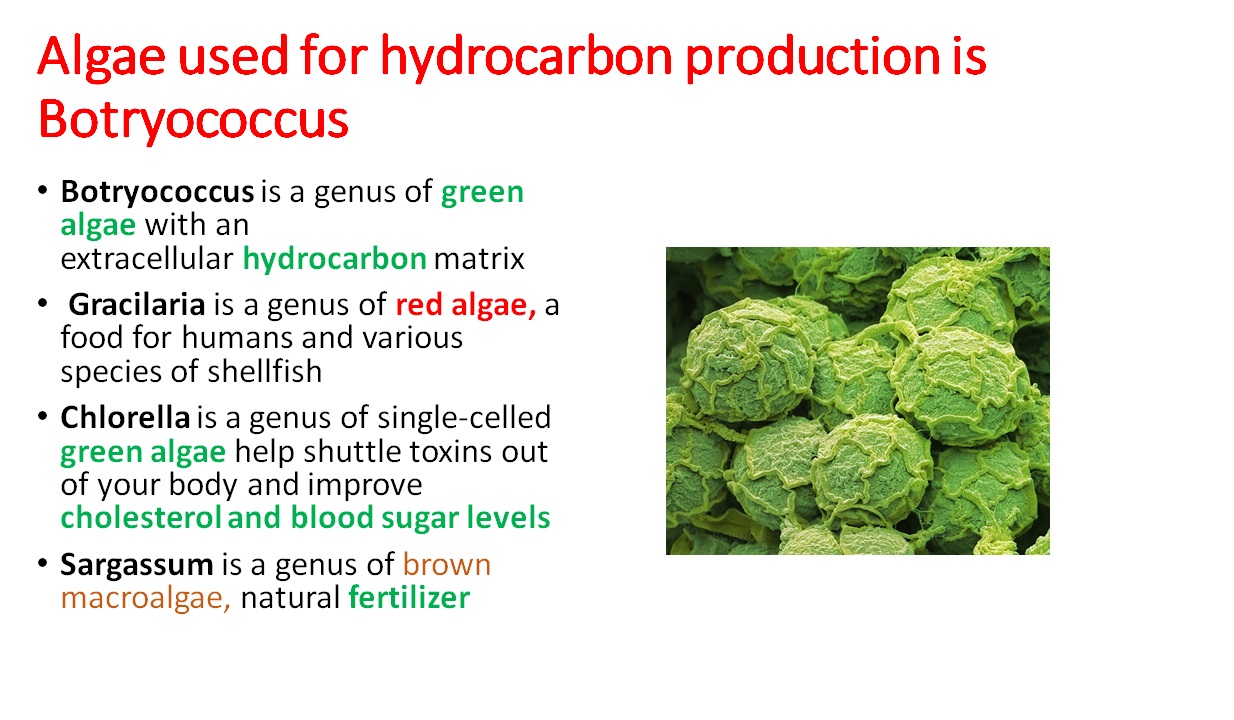 Algae used for hydrocarbon production is
Botryococcus
• Botryococcus is a genus of green
algae with an
extracellular hydrocarbon matrix
• Gracilaria is a genus of red algae, a
food for humans and various
species of shellfish
• Chlorella is a genus of single-celled
green algae help shuttle toxins out
of your body and improve
cholesterol and blood sugar levels
• Sargassum is a genus of brown
macroalgae, natural fertilizer